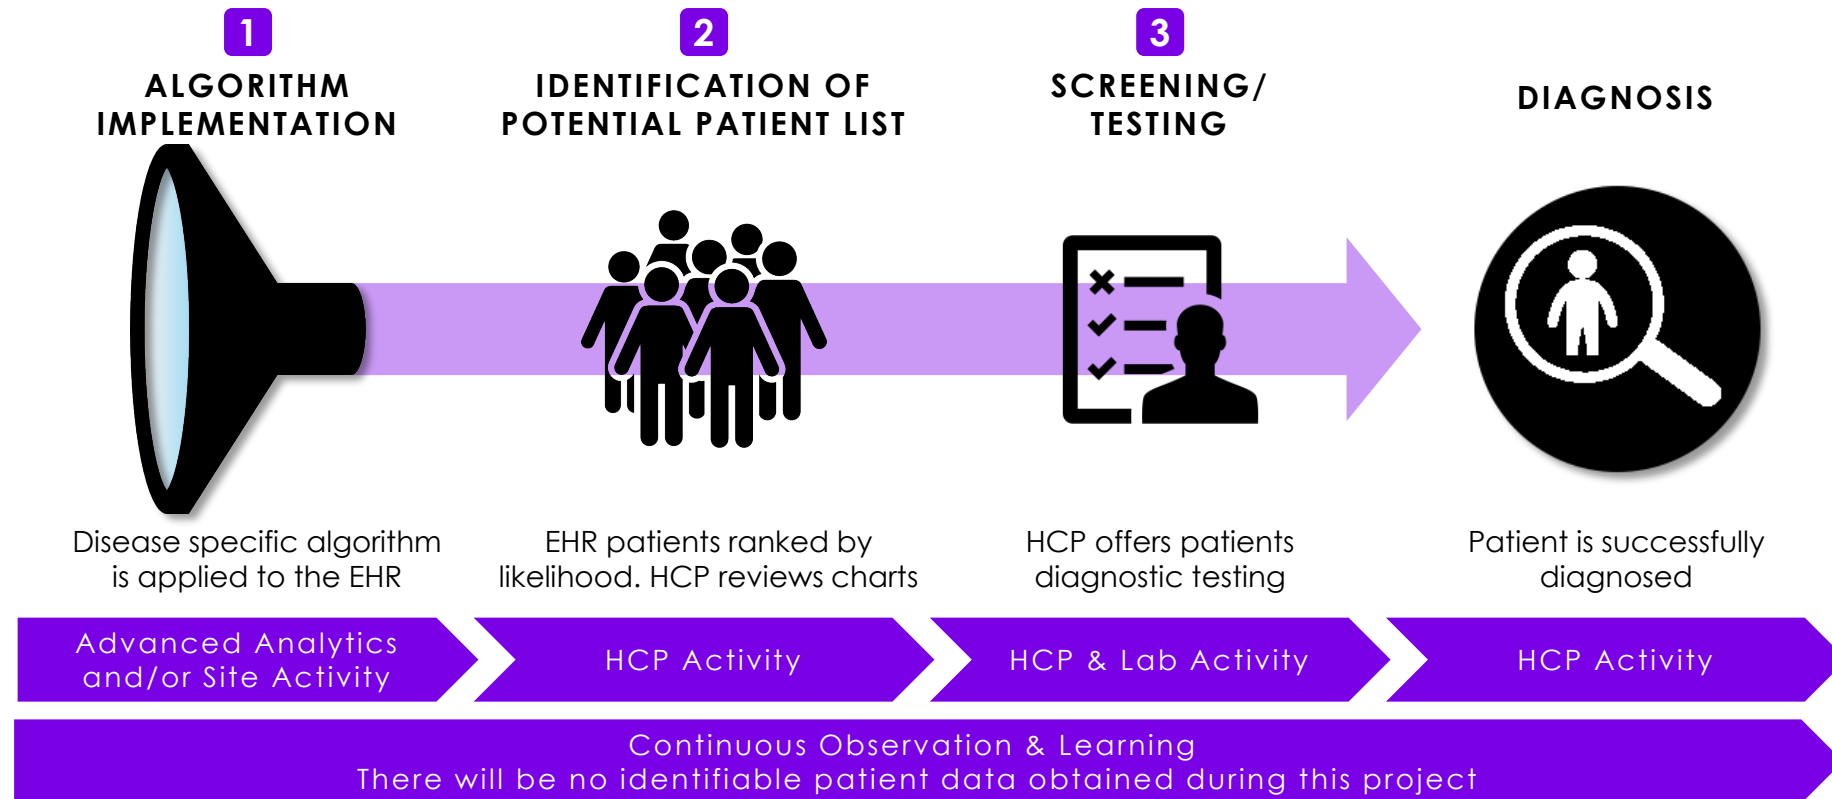 1
ALGORITHM
IMPLEMENTATION
2
IDENTIFICATION OF
POTENTIAL PATIENT LIST
3
SCREENING/
TESTING
DIAGNOSIS
Disease specific algorithm
is applied to the EHR
EHR patients ranked by
likelihood. HCP reviews charts
HCP offers patients
diagnostic testing
Patient is successfully
diagnosed
Advanced Analytics
and/or Site Activity
HCP Activity
HCP & Lab Activity
HCP Activity
Continuous Observation & Learning
There will be no identifiable patient data obtained during this project